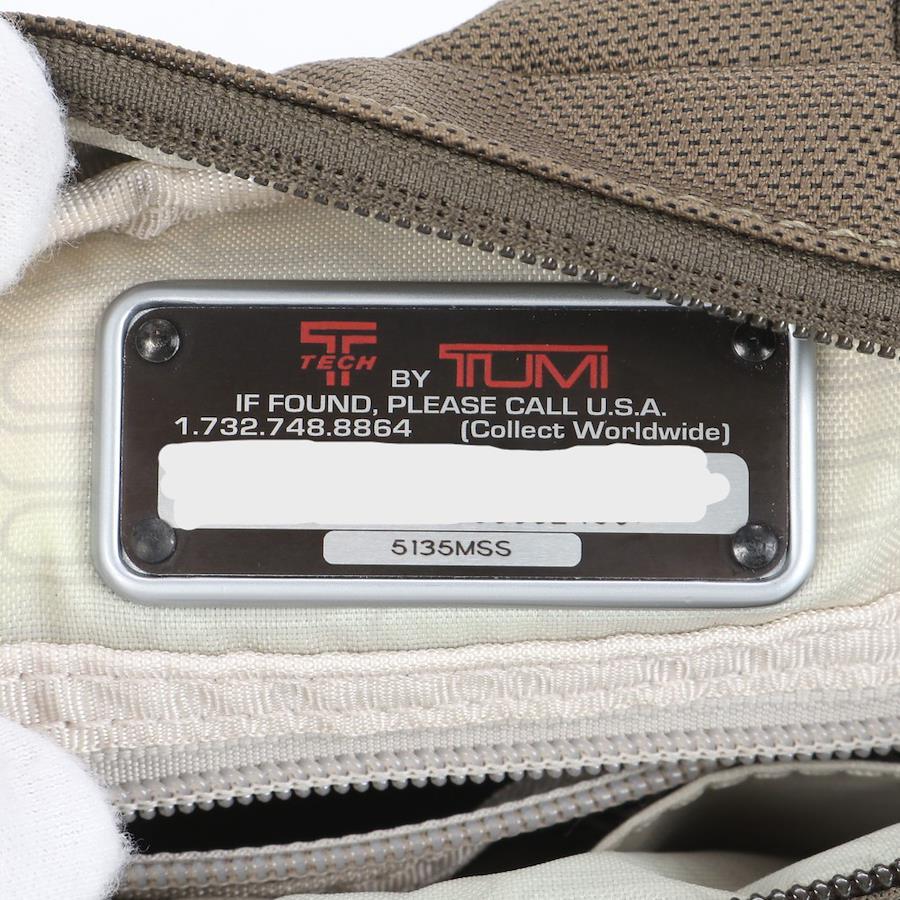 T TECH BY TUMI
IF FOUND, PLEASE CALL U.S.A.
1.732.748.8864 (Collect Worldwide)
5135MSS